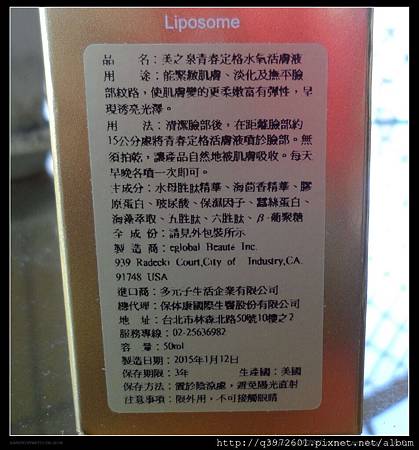 Liposome
品 名：美之泉青春定格水氧活膚液
用 途：能緊緻肌膚、淡化及撫平臉
部紋路，使肌膚變的更柔嫩富有彈性，呈
現透亮光澤。
用 法：清潔臉部後，在距離臉部約
15公分處將青春定格活膚液噴於臉部。無
須拍乾，讓產品自然地被肌膚吸收。每天
早晚各噴一次即可。
主成分：水母胜肽精華、海茴香精華、膠
原蛋白、玻尿酸、保濕因子、蠶絲蛋白、
海藻萃取、五胜肽、六胜肽、β-葡聚糖
全 成 份：請見外包裝所示
製 造 商：eglobal Beauté Inc.
939 Radecki Court,City of Industry,CA.
91748 USA
進口商：多元子生活企業有限公司
總代理：保体康國際生醫股份有限公司
地 址：台北市林森北路50號10樓之2
服務專線：02-25636982
容 量：50ml
製造日期：2015年1月12日
保存期限：3年 生產國：美國
保存方法：置於陰涼處，避免陽光直射
注意事項：限外用，不可接觸眼睛
http://q3972601.pixnet.net/album